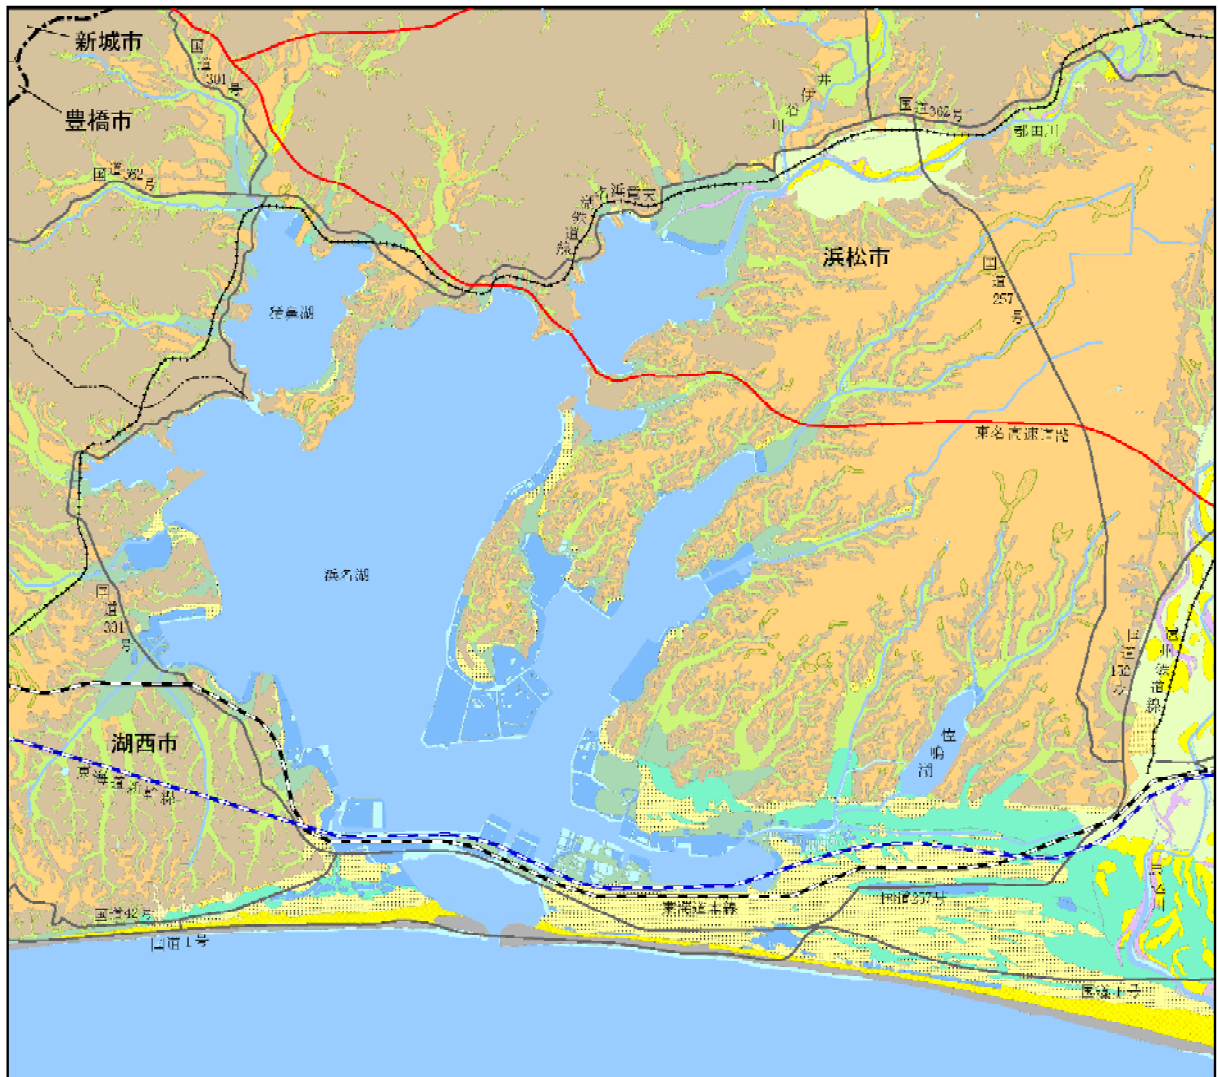 新城市
豊橋市
国道301号
国道362号
井伊谷川
国道362号
都田川
天竜浜名湖鉄道線
浜松市
国道257号
猪鼻湖
東名高速道路
浜名湖
国道331号
国道152号
遠州鉄道線
湖西市
東海道新幹線
佐鳴湖
国道42号
国道1号
東海道本線
国道257号
国道1号